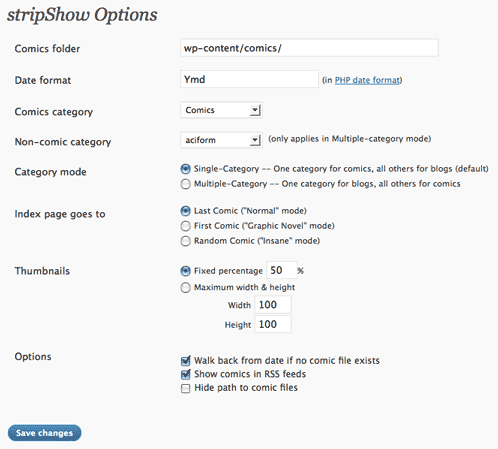 stripShow Options
Comics folder wp-content/comics/
Date format Ymd (in PHP date format)
Comics category Comics
Non-comic category aciform (only applies in Multiple-category mode)
Category mode Single-Category -- One category for comics, all others for blogs (default)
Multiple-Category -- One category for blogs, all others for comics
Index page goes to Last Comic ("Normal" mode)
First Comic ("Graphic Novel" mode)
Random Comic ("Insane" mode)
Thumbnails Fixed percentage 50 %
Maximum width & height
Width 100
Height 100
Options Walk back from date if no comic file exists
Show comics in RSS feeds
Hide path to comic files
Save changes